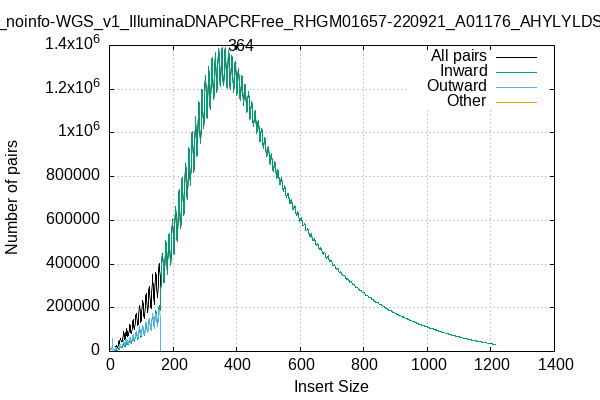 _noinfo-WGS_v1_IlluminaDNAPCRFree_RHGM01657-220921_A01176_AHYLYLDS
364
All pairs
Inward
Outward
Other
1.4x10⁶
1.2x10⁶
1x10⁶
800000
600000
400000
200000
0
Number of pairs
0 200 400 600 800 1000 1200 1400
Insert Size